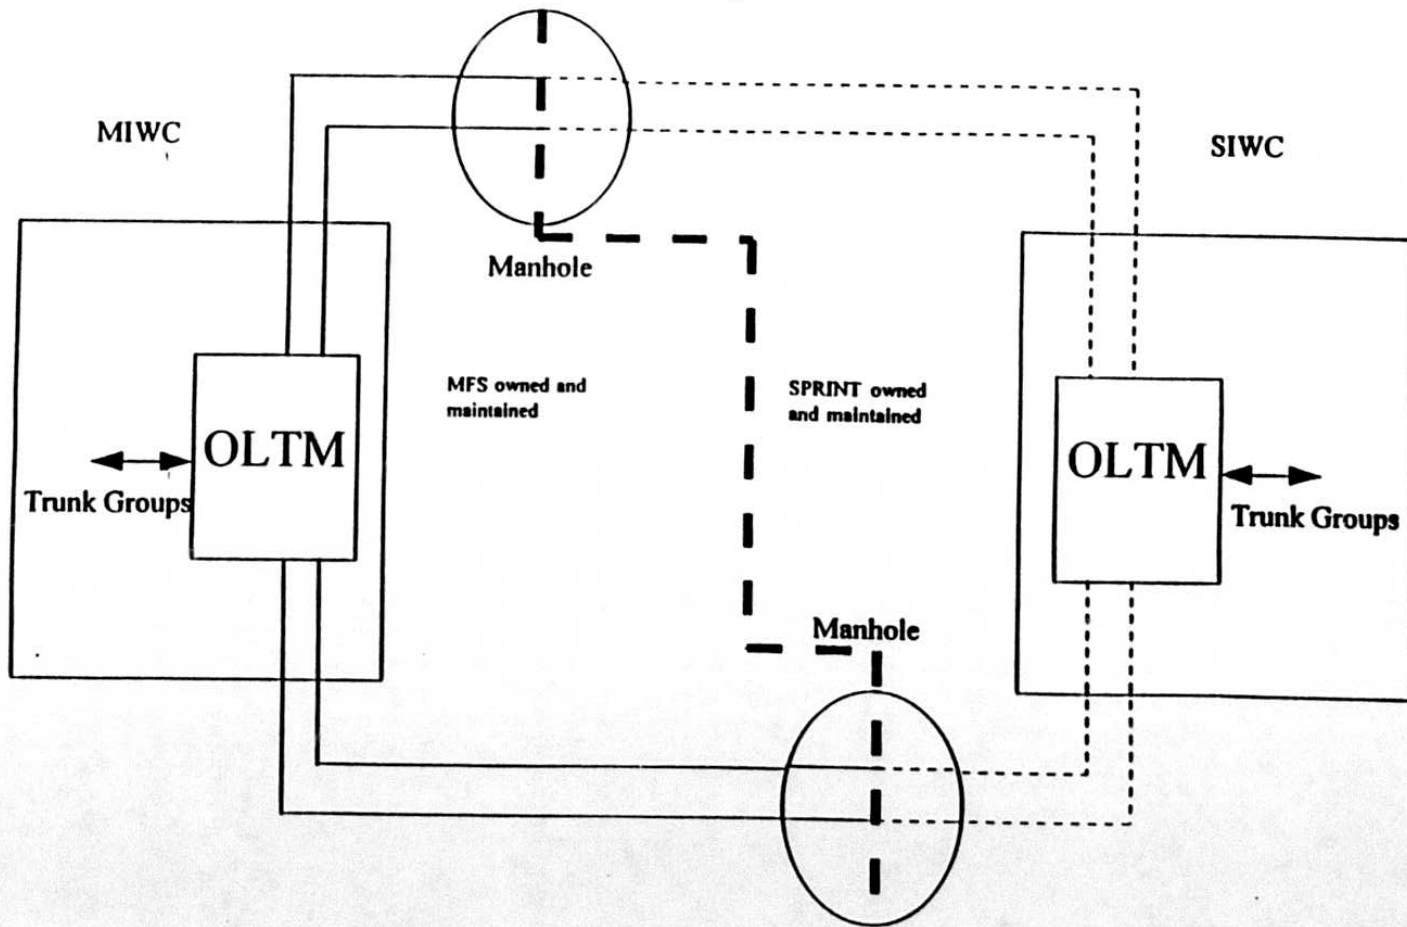 MIWC
SIWC
Manhole
MFS owned and
maintained
SPRINT owned
and maintained
OLTM
Trunk Groups
OLTM
Trunk Groups
Manhole